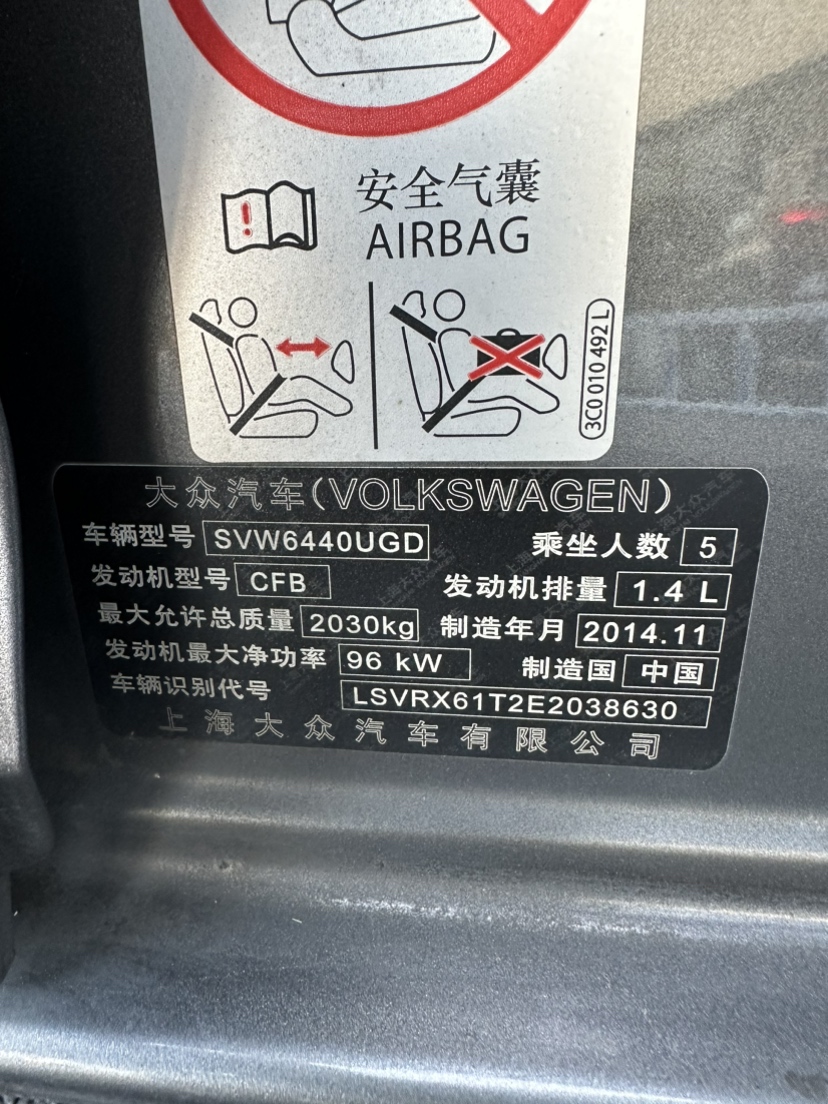 安全气囊
AIRBAG
3C0 010 492 L
大众汽车(VOLKSWAGEN)
车辆型号 SVW6440UGD 乘坐人数 5
发动机型号 CFB 发动机排量 1.4 L
最大允许总质量 2030kg 制造年月 2014.11
发动机最大净功率 96 kW 制造国 中国
车辆识别代号 LSVRX61T2E2038630
上海大众汽车有限公司